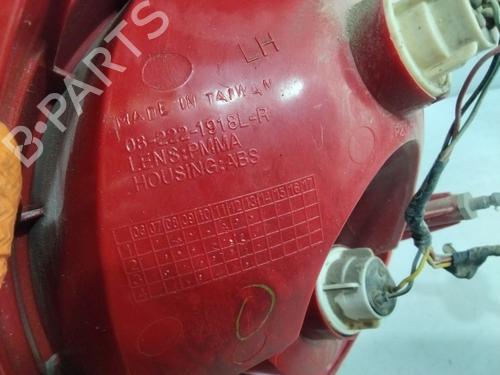 B-PARTS
LH
MADE IN TAIWAN
08-222-1918L-R
LENS:PMMA
HOUSING:ABS
06 07 08 09 10 11 12 13 14 15 16 17
1
2
3
4